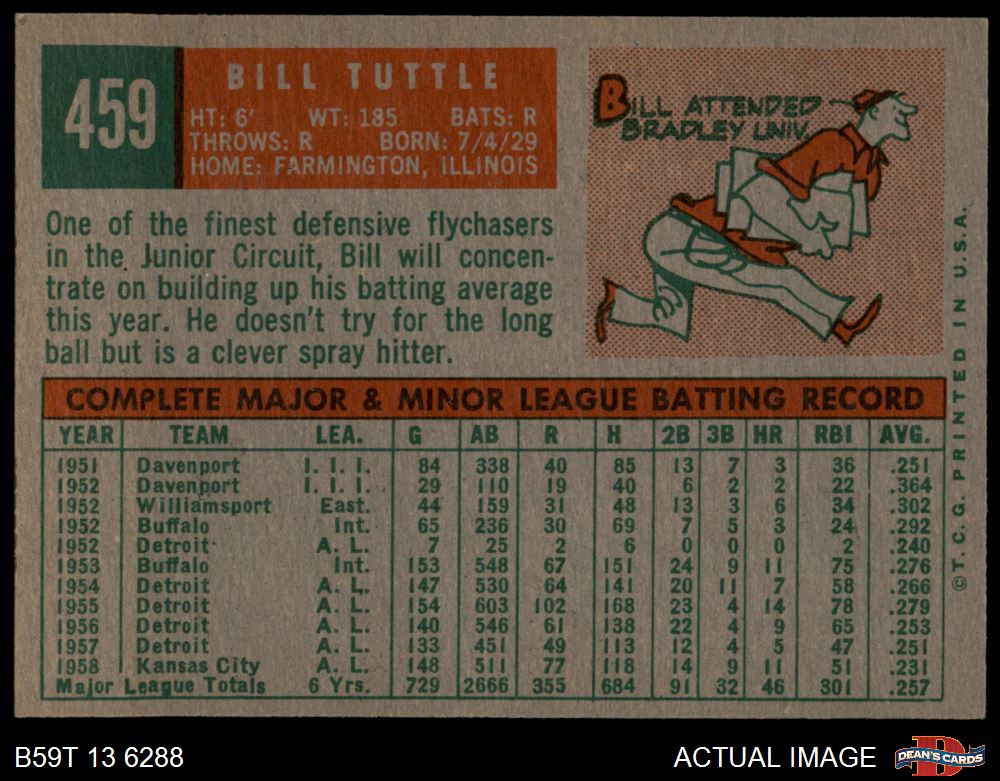 459
BILL TUTTLE
HT: 6' WT: 185 BATS: R
THROWS: R BORN: 7/4/29
HOME: FARMINGTON, ILLINOIS
BILL ATTENDED
BRADLEY UNIV.
One of the finest defensive flychasers
in the Junior Circuit, Bill will concen-
trate on building up his batting average
this year. He doesn't try for the long
ball but is a clever spray hitter.
COMPLETE MAJOR & MINOR LEAGUE BATTING RECORD
YEAR TEAM LEA. G AB R H 2B 3B HR RBI AVG.
1951 Davenport I. I. I. 84 338 40 85 13 7 3 36 .251
1952 Davenport I. I. I. 29 110 19 40 6 2 2 22 .364
1952 Williamsport East. 44 159 31 48 13 3 6 34 .302
1952 Buffalo Int. 65 236 30 69 7 5 3 24 .292
1952 Detroit A. L. 7 25 2 6 0 0 0 2 .240
1953 Buffalo Int. 153 548 67 151 24 9 11 75 .276
1954 Detroit A. L. 147 530 64 141 20 11 7 58 .266
1955 Detroit A. L. 154 603 102 168 23 4 14 78 .279
1956 Detroit A. L. 140 546 61 138 22 4 9 65 .253
1957 Detroit A. L. 133 451 49 113 12 4 5 47 .251
1958 Kansas City A. L. 148 511 77 118 14 9 11 51 .231
Major League Totals 6 Yrs. 729 2666 355 684 91 32 46 301 .257
© T. C. G. PRINTED IN U.S.A.
B59T 13 6288
ACTUAL IMAGE
D
DEAN'S CARDS